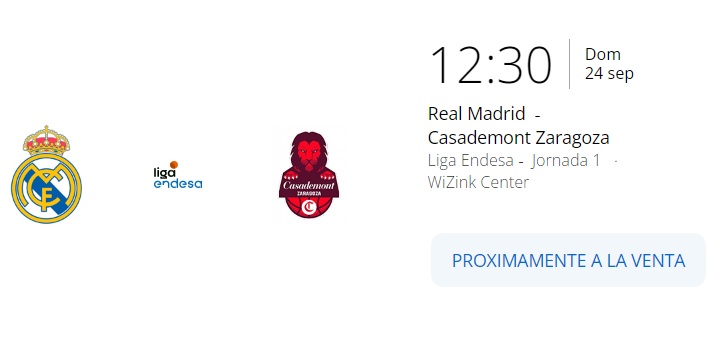 12:30
Dom
24 sep
Real Madrid -
Casademont Zaragoza
Liga Endesa - Jornada 1 ·
WiZink Center
PROXIMAMENTE A LA VENTA
liga
endesa
Casademont
ZARAGOZA